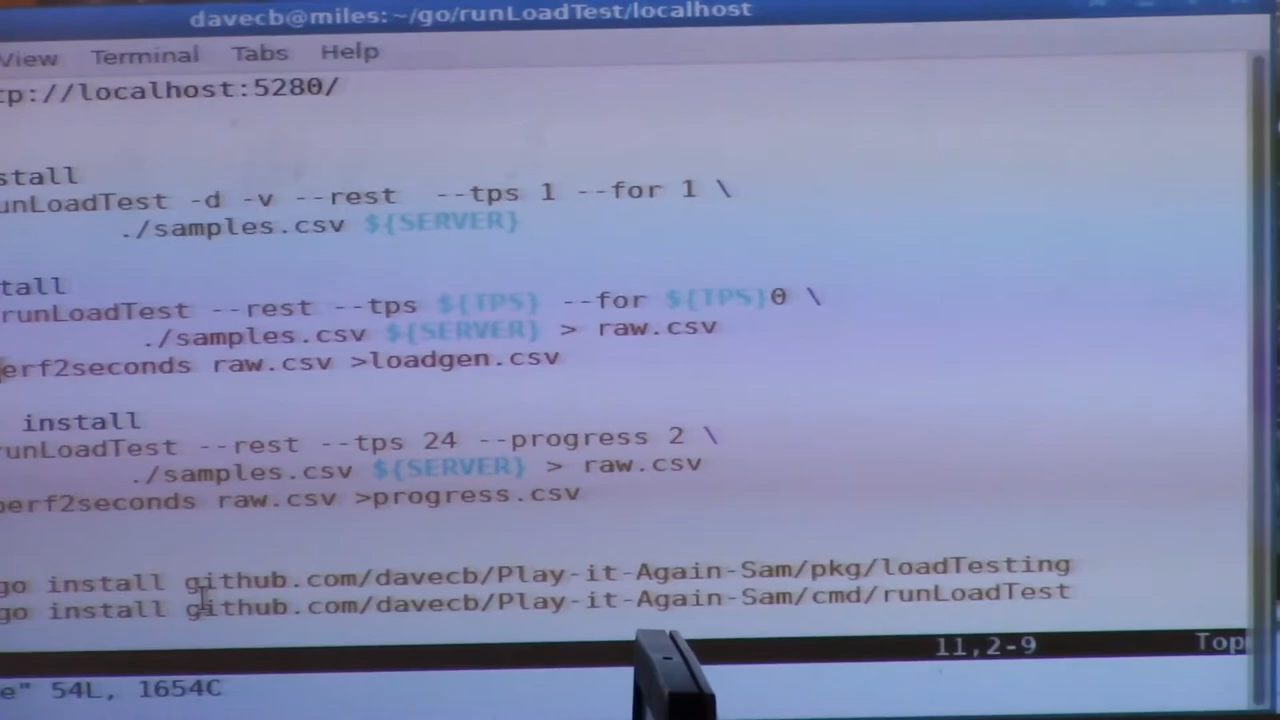 davecb@miles:~/go/runLoadTest/localhost
View Terminal Tabs Help
tp://localhost:5280/
stall
unLoadTest -d -v --rest --tps 1 --for 1 \
./samples.csv ${SERVER}
tall
runLoadTest --rest --tps ${TPS} --for ${TPS}0 \
./samples.csv ${SERVER} > raw.csv
erf2seconds raw.csv >loadgen.csv
install
runLoadTest --rest --tps 24 --progress 2 \
./samples.csv ${SERVER} > raw.csv
perf2seconds raw.csv >progress.csv
go install github.com/davecb/Play-it-Again-Sam/pkg/loadTesting
go install github.com/davecb/Play-it-Again-Sam/cmd/runLoadTest
11,2-9 Top
e" 54L, 1654C